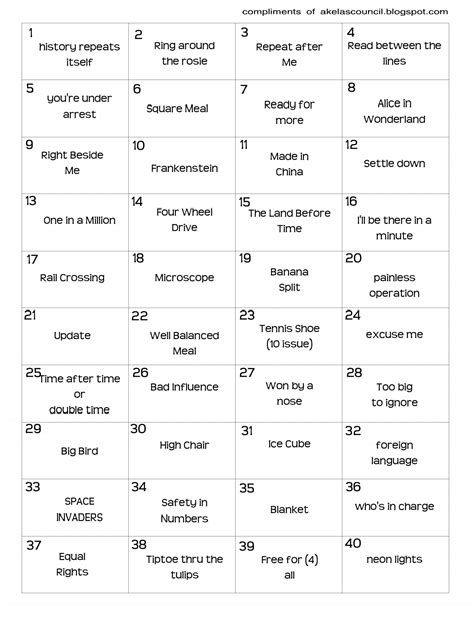 compliments of akelascouncil.blogspot.com
1
history repeats
itself
2
Ring around
the rosie
3
Repeat after
Me
4
Read between the
lines
5
you're under
arrest
6
Square Meal
7
Ready for
more
8
Alice in
Wonderland
9
Right Beside
Me
10
Frankenstein
11
Made in
China
12
Settle down
13
One in a Million
14
Four Wheel
Drive
15
The Land Before
Time
16
I'll be there in a
minute
17
Rail Crossing
18
Microscope
19
Banana
Split
20
painless
operation
21
Update
22
Well Balanced
Meal
23
Tennis Shoe
(10 issue)
24
excuse me
25
Time after time
or
double time
26
Bad Influence
27
Won by a
nose
28
Too big
to ignore
29
Big Bird
30
High Chair
31
Ice Cube
32
foreign
language
33
SPACE
INVADERS
34
Safety in
Numbers
35
Blanket
36
who's in charge
37
Equal
Rights
38
Tiptoe thru the
tulips
39
Free for (4)
all
40
neon lights